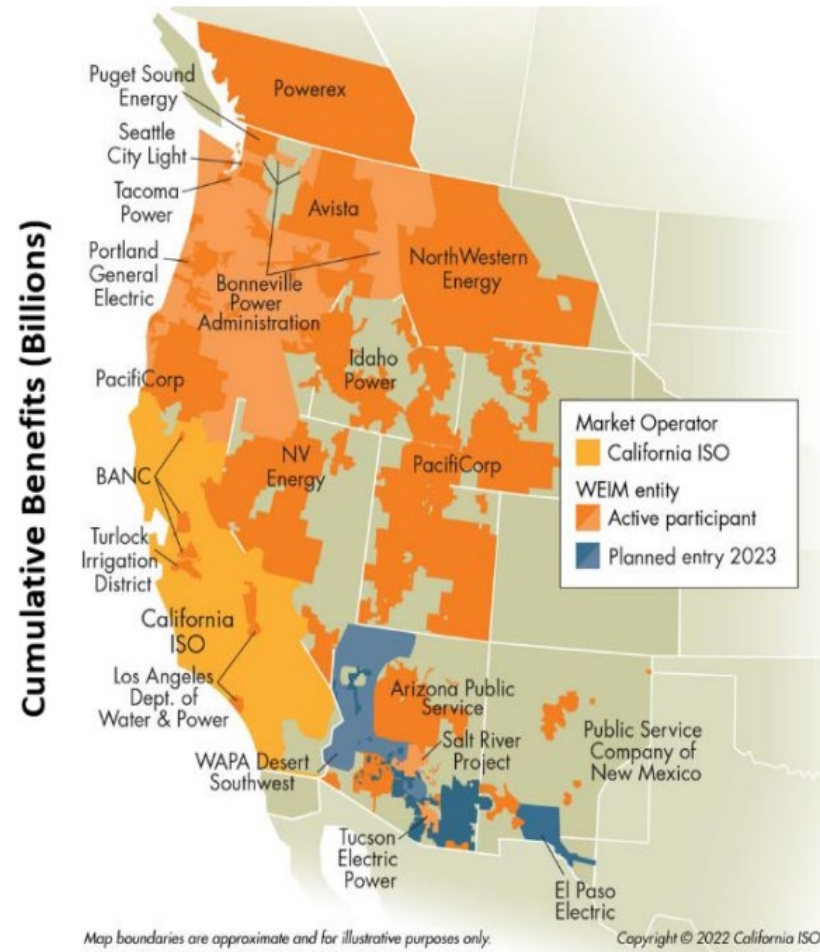 Cumulative Benefits (Billions)
Puget Sound
Energy
Powerex
Seattle
City Light
Tacoma
Power
Avista
Portland
General
Electric
NorthWestern
Energy
Bonneville
Power
Administration
Idaho
Power
PacifiCorp
Market Operator
California ISO
WEIM entity
Active participant
Planned entry 2023
NV
Energy
PacifiCorp
BANC
Turlock
Irrigation
District
California
ISO
Los Angeles
Dept. of
Water & Power
Arizona Public
Service
Salt River
Project
Public Service
Company of
New Mexico
WAPA Desert
Southwest
Tucson
Electric
Power
El Paso
Electric
Map boundaries are approximate and for illustrative purposes only.
Copyright © 2022 California ISO